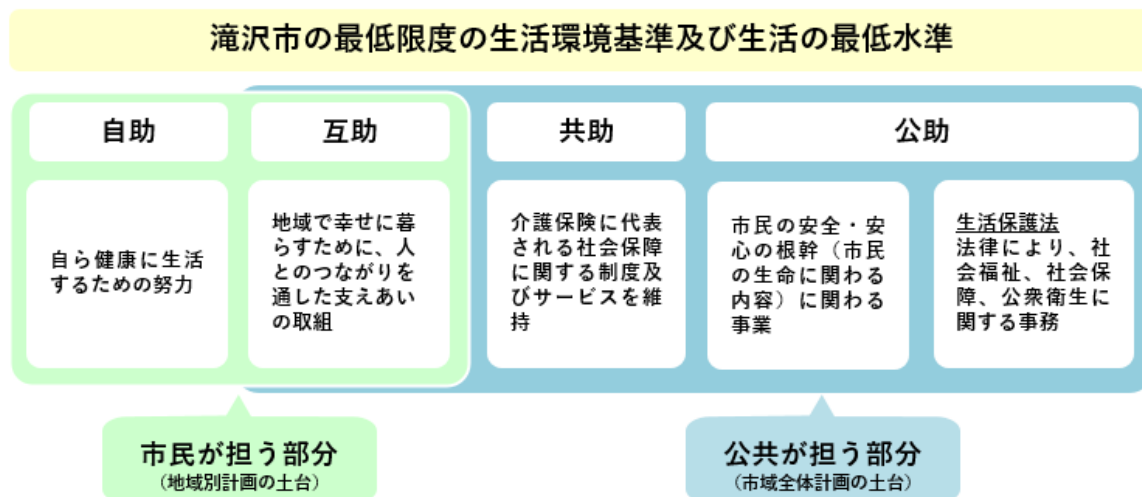 滝沢市の最低限度の生活環境基準及び生活の最低水準
自助
互助
共助
公助
自ら健康に生活
するための努力
地域で幸せに暮
らすために、人
とのつながりを
通した支えあい
の取組
介護保険に代表
される社会保障
に関する制度及
びサービスを維
持
市民の安全・安
心の根幹（市民
の生命に関わる
内容）に関わる
事業
生活保護法
法律により、社
会福祉、社会保
障、公衆衛生に
関する事務
市民が担う部分
（地域別計画の土台）
公共が担う部分
（市域全体計画の土台）